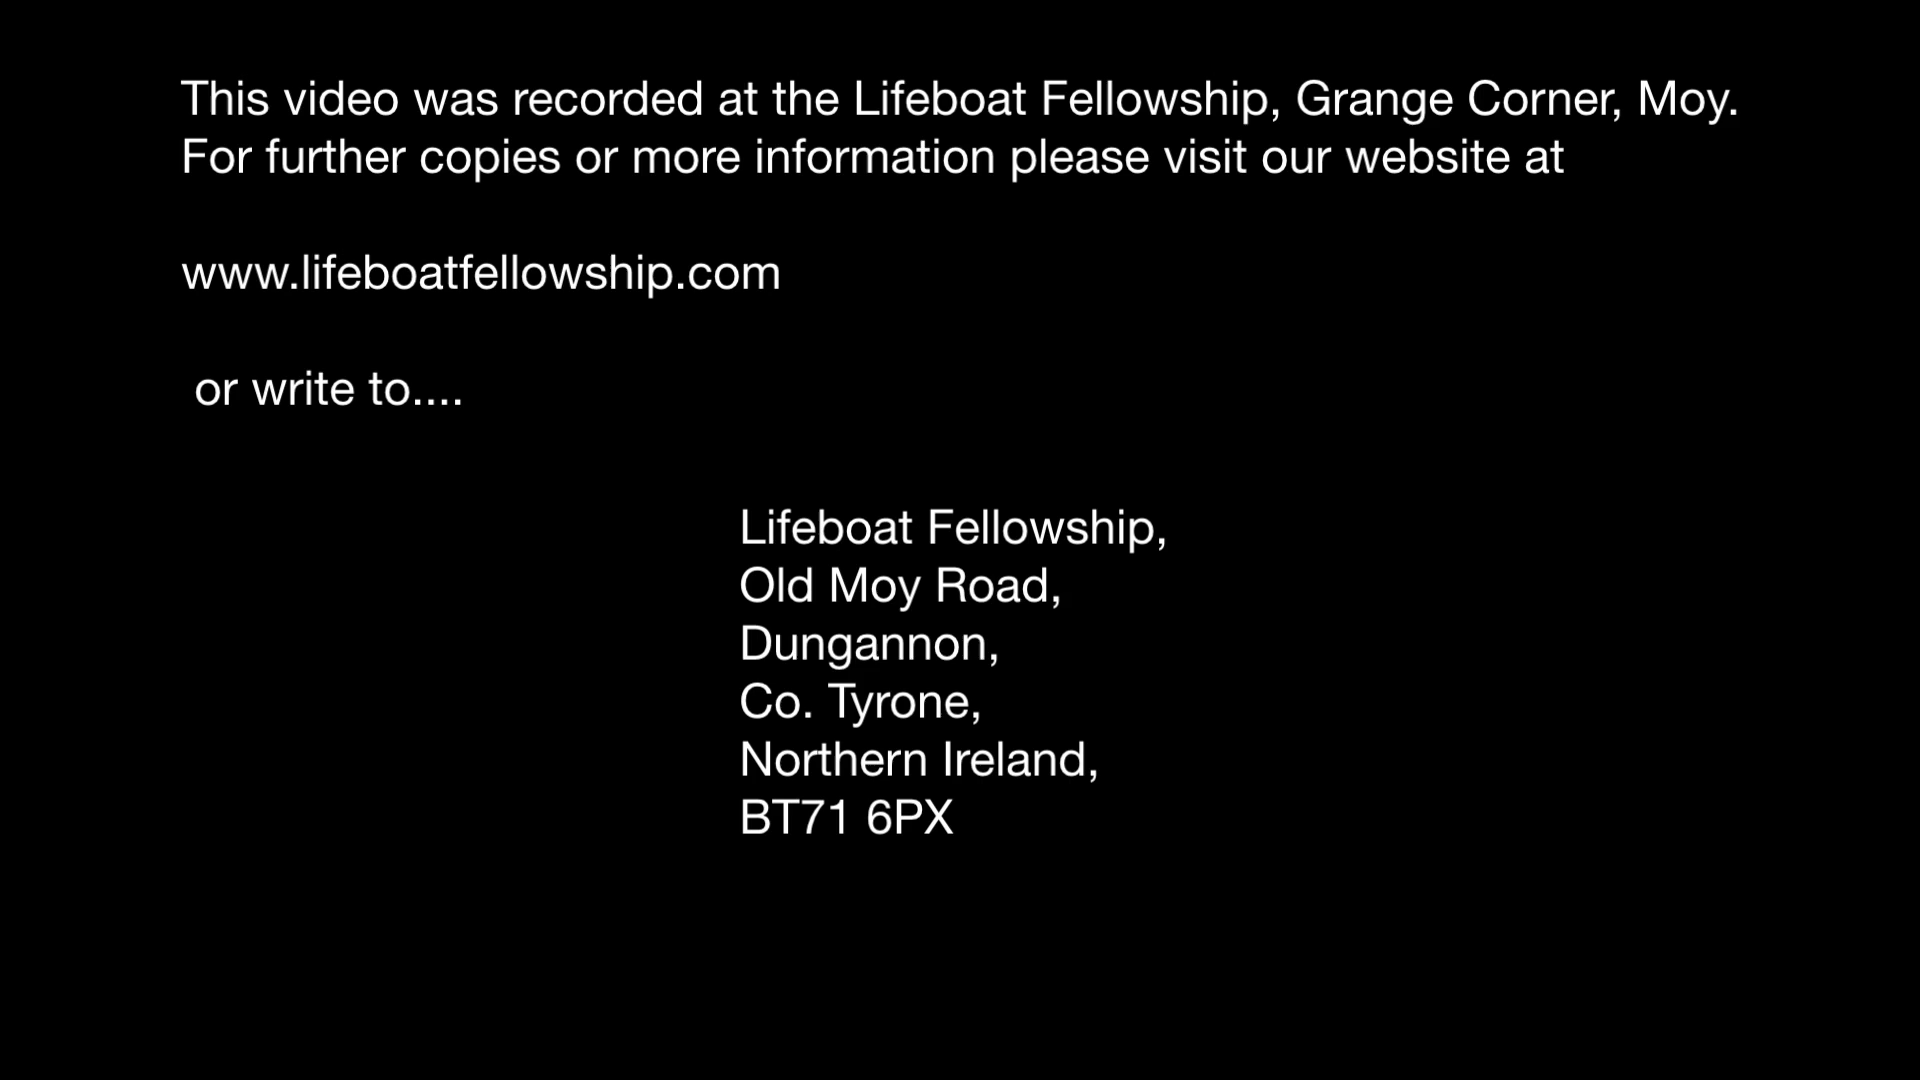 This video was recorded at the Lifeboat Fellowship, Grange Corner, Moy.
For further copies or more information please visit our website at
www.lifeboatfellowship.com
or write to....
Lifeboat Fellowship,
Old Moy Road,
Dungannon,
Co. Tyrone,
Northern Ireland,
BT71 6PX